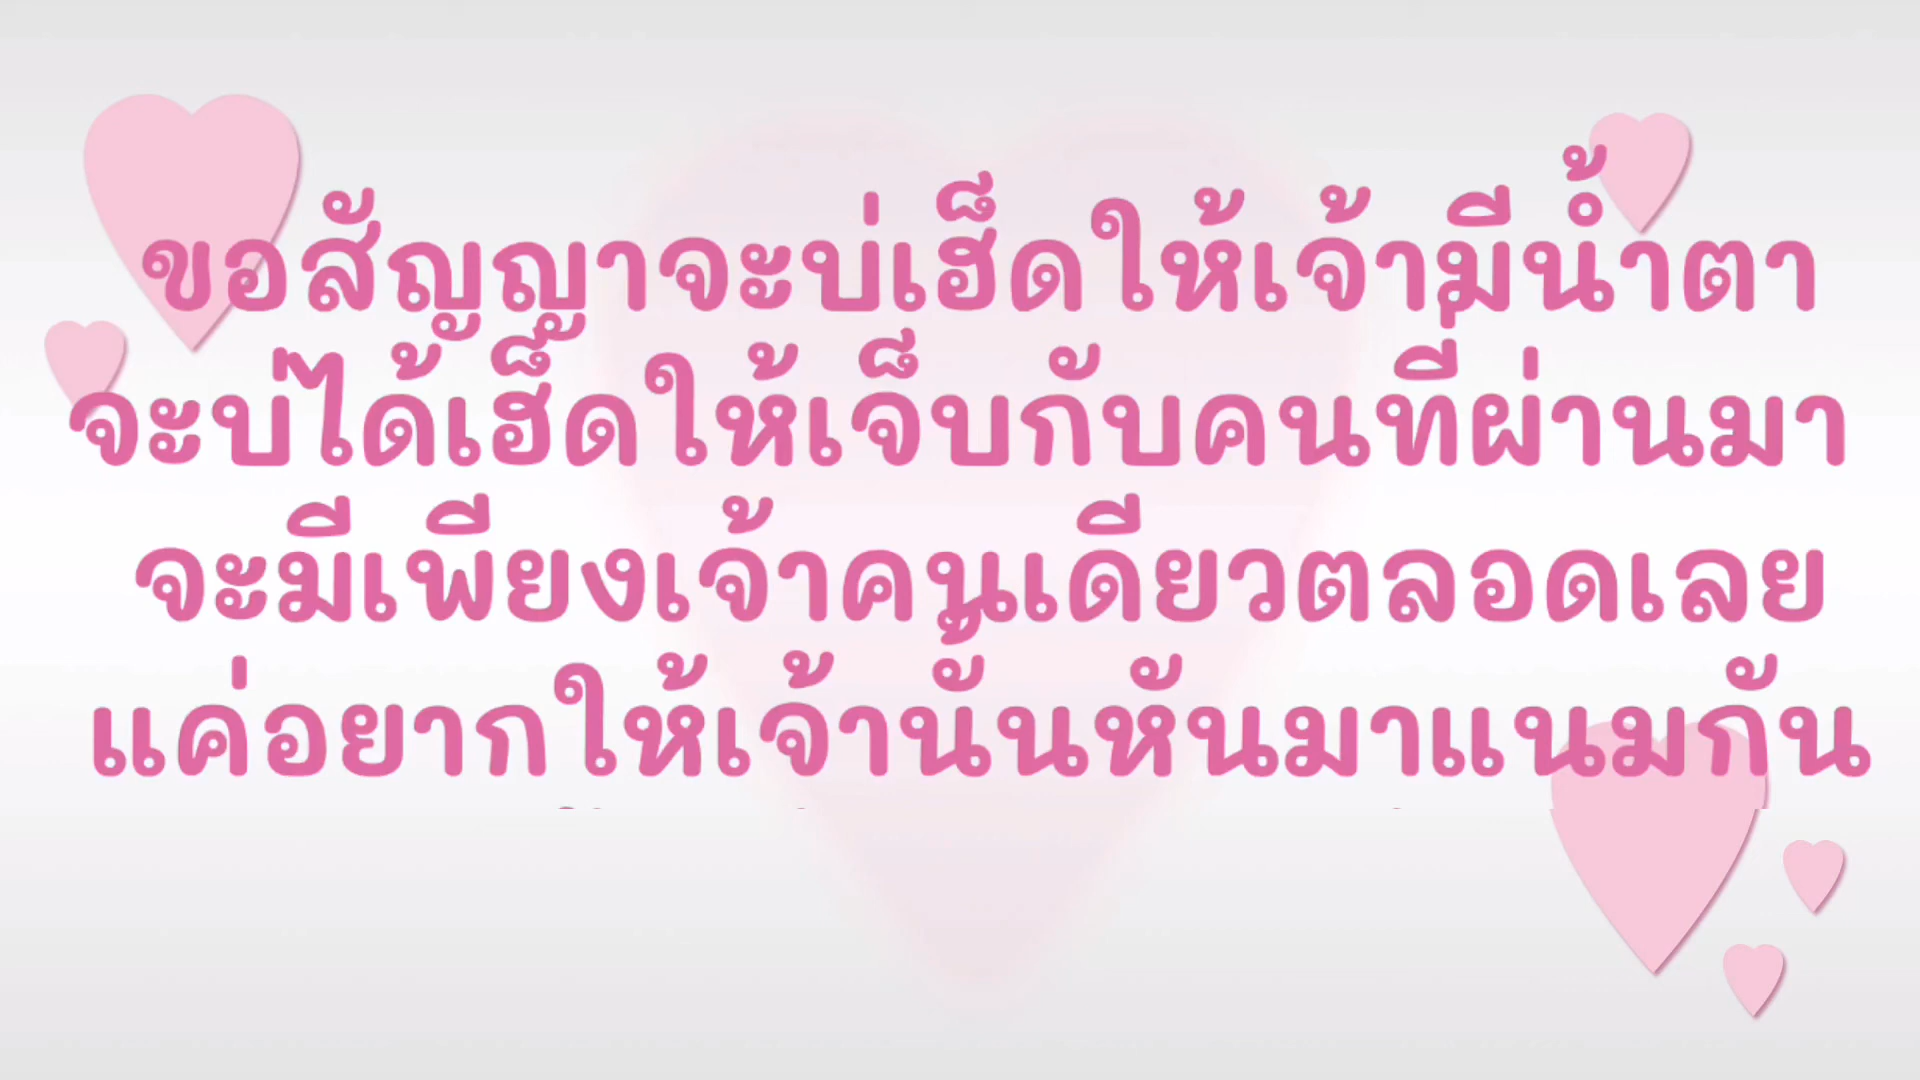 ขอสัญญาจะบ่เฮ็ดให้เจ้ามีน้ำตา
จะบ่ได้เฮ็ดให้เจ็บกับคนที่ผ่านมา
จะมีเพียงเจ้าคนเดียวตลอดเลย
แค่อยากให้เจ้านั้นหันมาแนมกัน